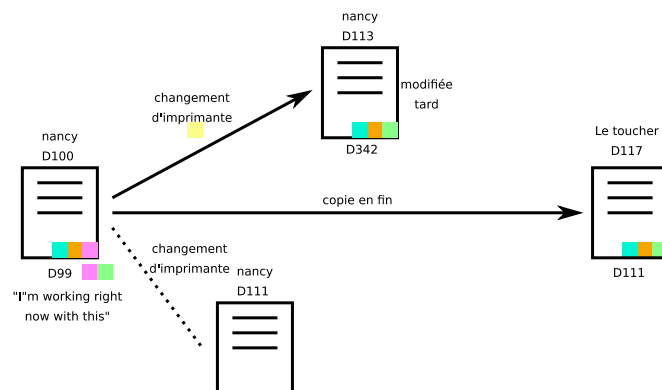 nancy
D113
changement
d'imprimante
modifiée
tard
D342
nancy
D100
Le toucher
D117
copie en fin
D99
changement
d'imprimante
nancy
D111
D111
"I"m working right
now with this"